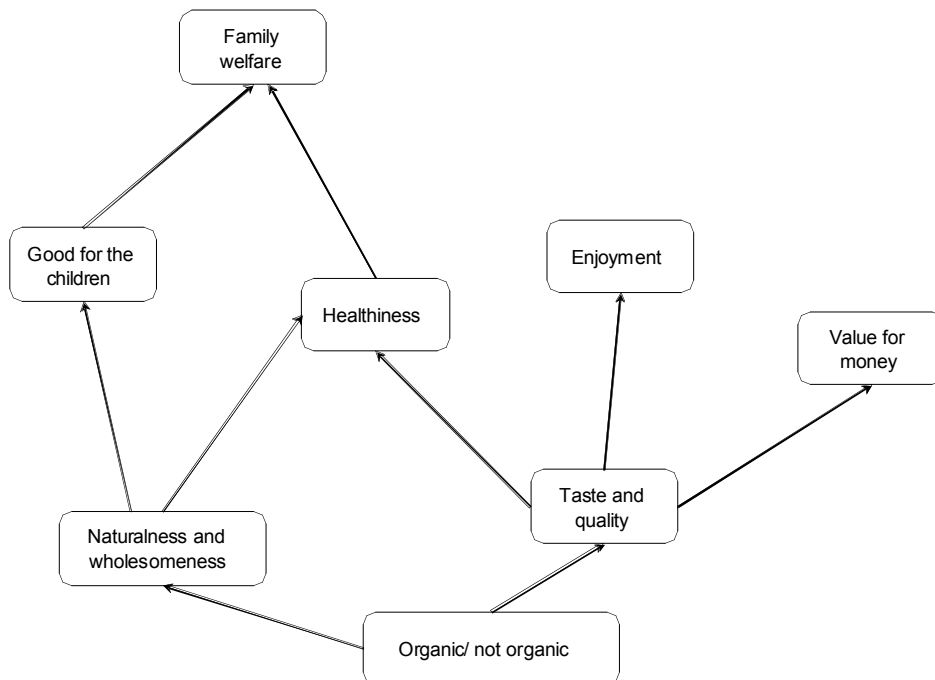 Family
welfare
Good for the
children
Enjoyment
Healthiness
Value for
money
Taste and
quality
Naturalness and
wholesomeness
Organic/ not organic